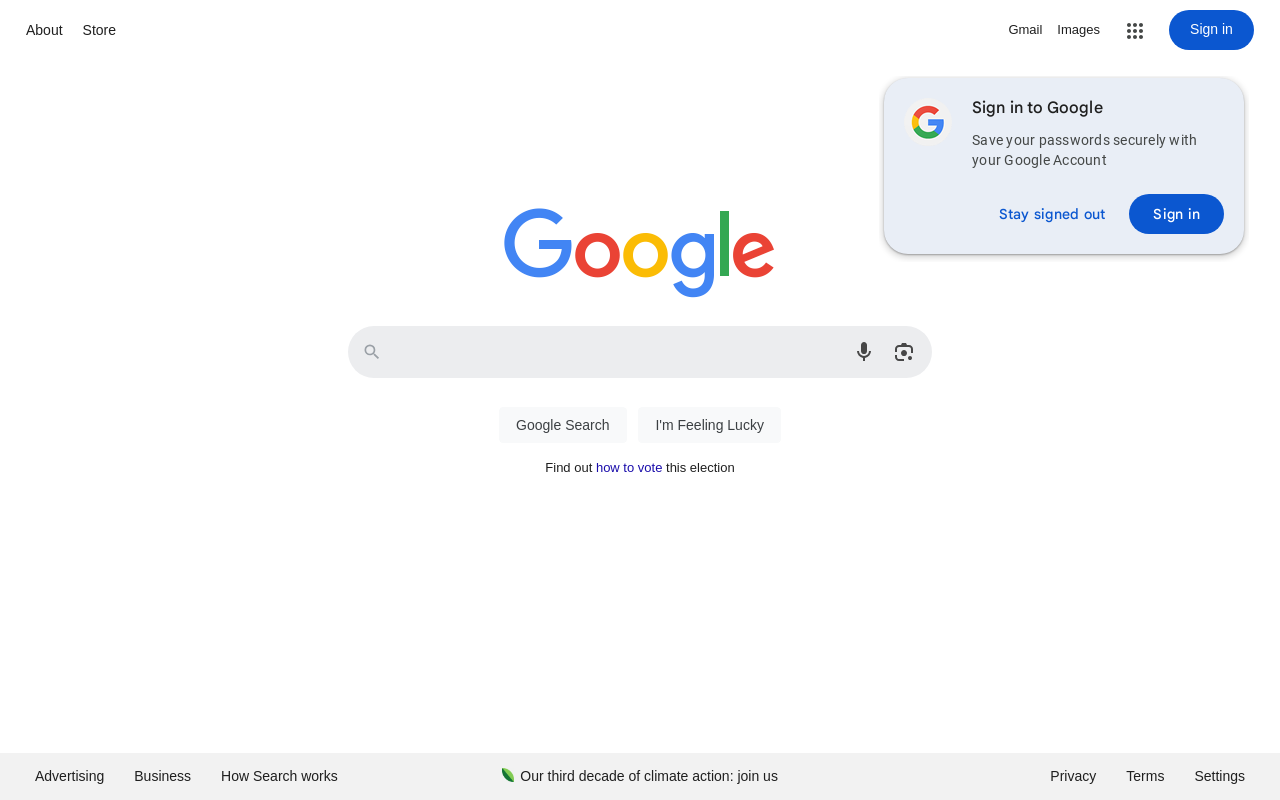 About Store Gmail Images Sign in
Sign in to Google
Save your passwords securely with
your Google Account
Stay signed out Sign in
Google
Google Search I'm Feeling Lucky
Find out how to vote this election
Advertising Business How Search works Our third decade of climate action: join us Privacy Terms Settings